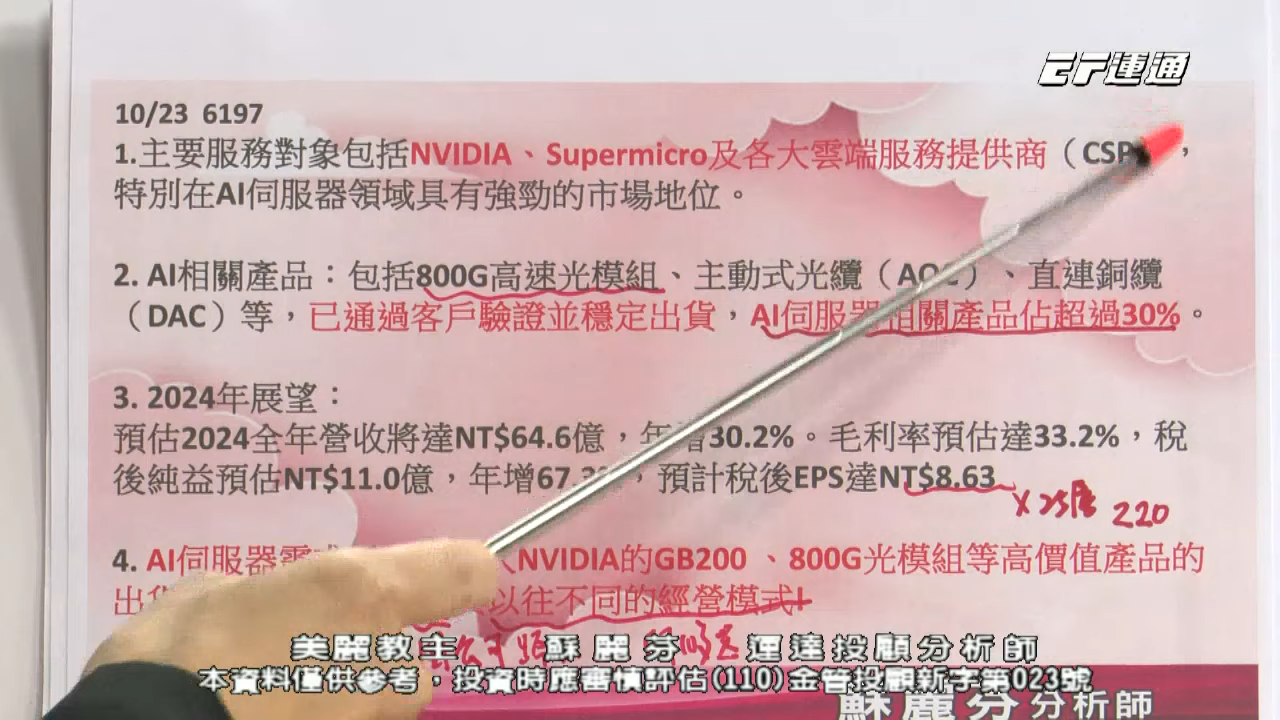 EF運通
10/23 6197
1.主要服務對象包括NVIDIA、Supermicro及各大雲端服務提供商（CSP，
特別在AI伺服器領域具有強勁的市場地位。
2. AI相關產品：包括800G高速光模組、主動式光纜（AOC）、直連銅纜
（DAC）等，已通過客戶驗證並穩定出貨，AI伺服器相關產品佔超過30%。
3. 2024年展望：
預估2024全年營收將達NT$64.6億，年增30.2%。毛利率預估達33.2%，稅
後純益預估NT$11.0億，年增67. ，預計稅後EPS達NT$8.63
X 25倍 220
4. AI伺服器 NVIDIA的GB200 、800G光模組等高價值產品的
出 以往不同的經營模式!
美麗教主 蘇麗芬 運達投顧分析師
本資料僅供參考，投資時應審慎評估(110)金管投顧新字第023號
蘇麗芬 分析師